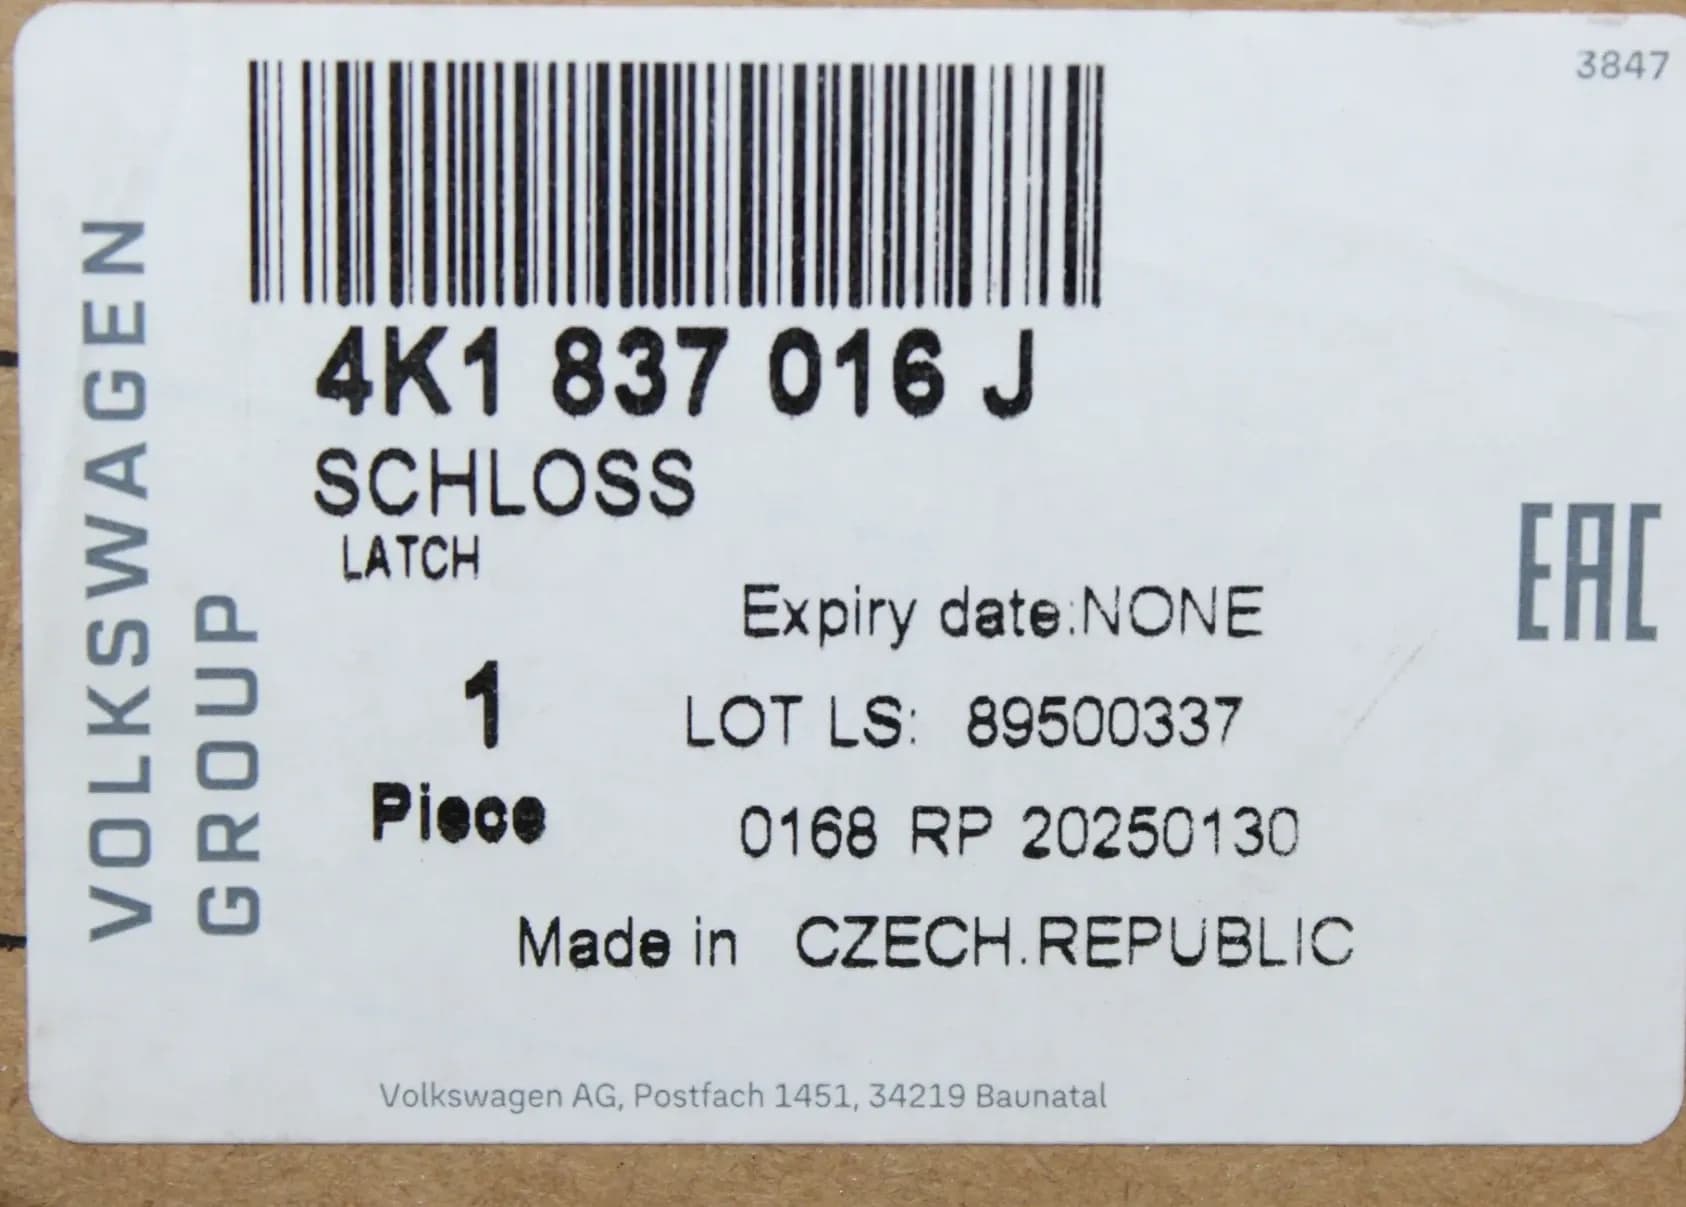 3847
VOLKSWAGEN
GROUP
4K1 837 016 J
SCHLOSS
LATCH
Expiry date:NONE
1
LOT LS: 89500337
Piece
0168 RP 20250130
Made in CZECH.REPUBLIC
EAC
Volkswagen AG, Postfach 1451, 34219 Baunatal